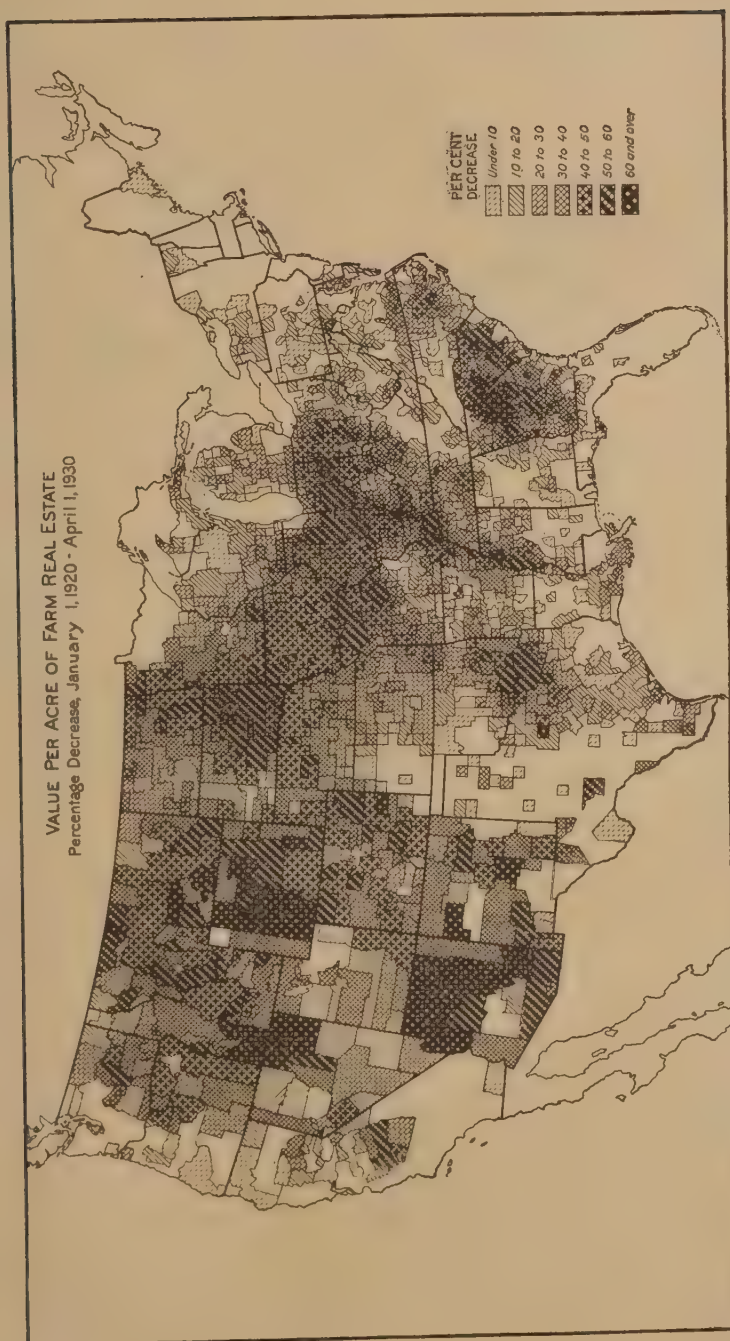 VALUE PER ACRE OF FARM REAL ESTATE
Percentage Decrease, January 1, 1920 - April 1, 1930
PER CENT
DECREASE
Under 10
10 to 20
20 to 30
30 to 40
40 to 50
50 to 60
60 and over